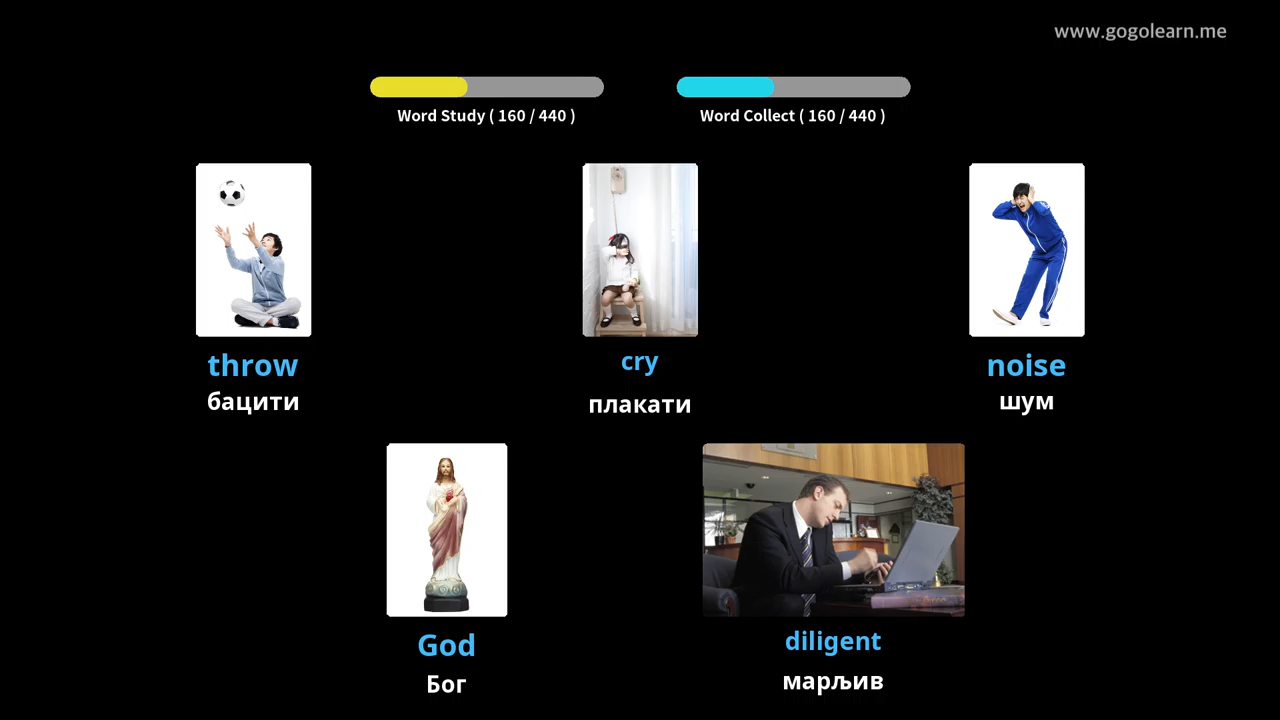 www.gogolearn.me
Word Study ( 160 / 440 )
Word Collect ( 160 / 440 )
throw
бацити
cry
плакати
noise
шум
God
Бог
diligent
марљив